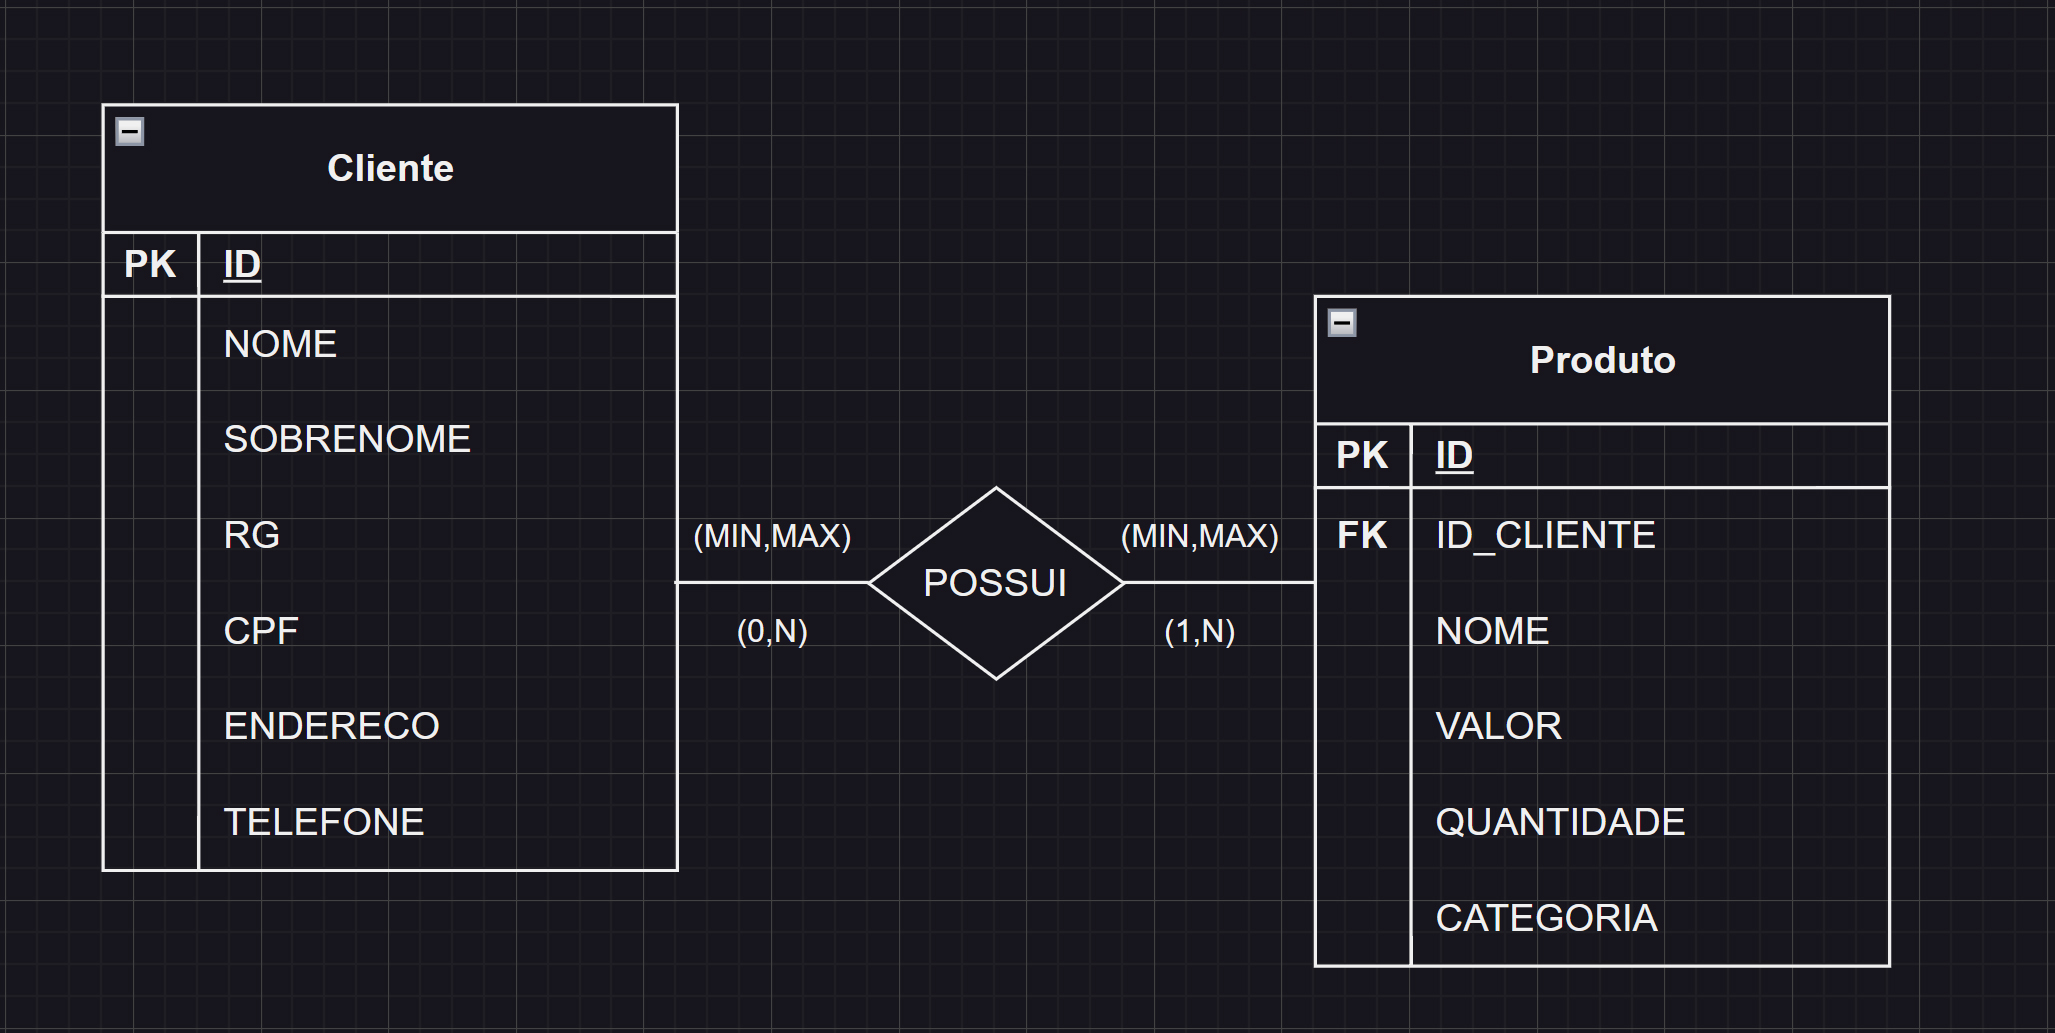 Cliente
PK ID
NOME
SOBRENOME
RG
CPF
ENDERECO
TELEFONE
(MIN,MAX)
(0,N)
POSSUI
(MIN,MAX)
(1,N)
Produto
PK ID
FK ID_CLIENTE
NOME
VALOR
QUANTIDADE
CATEGORIA